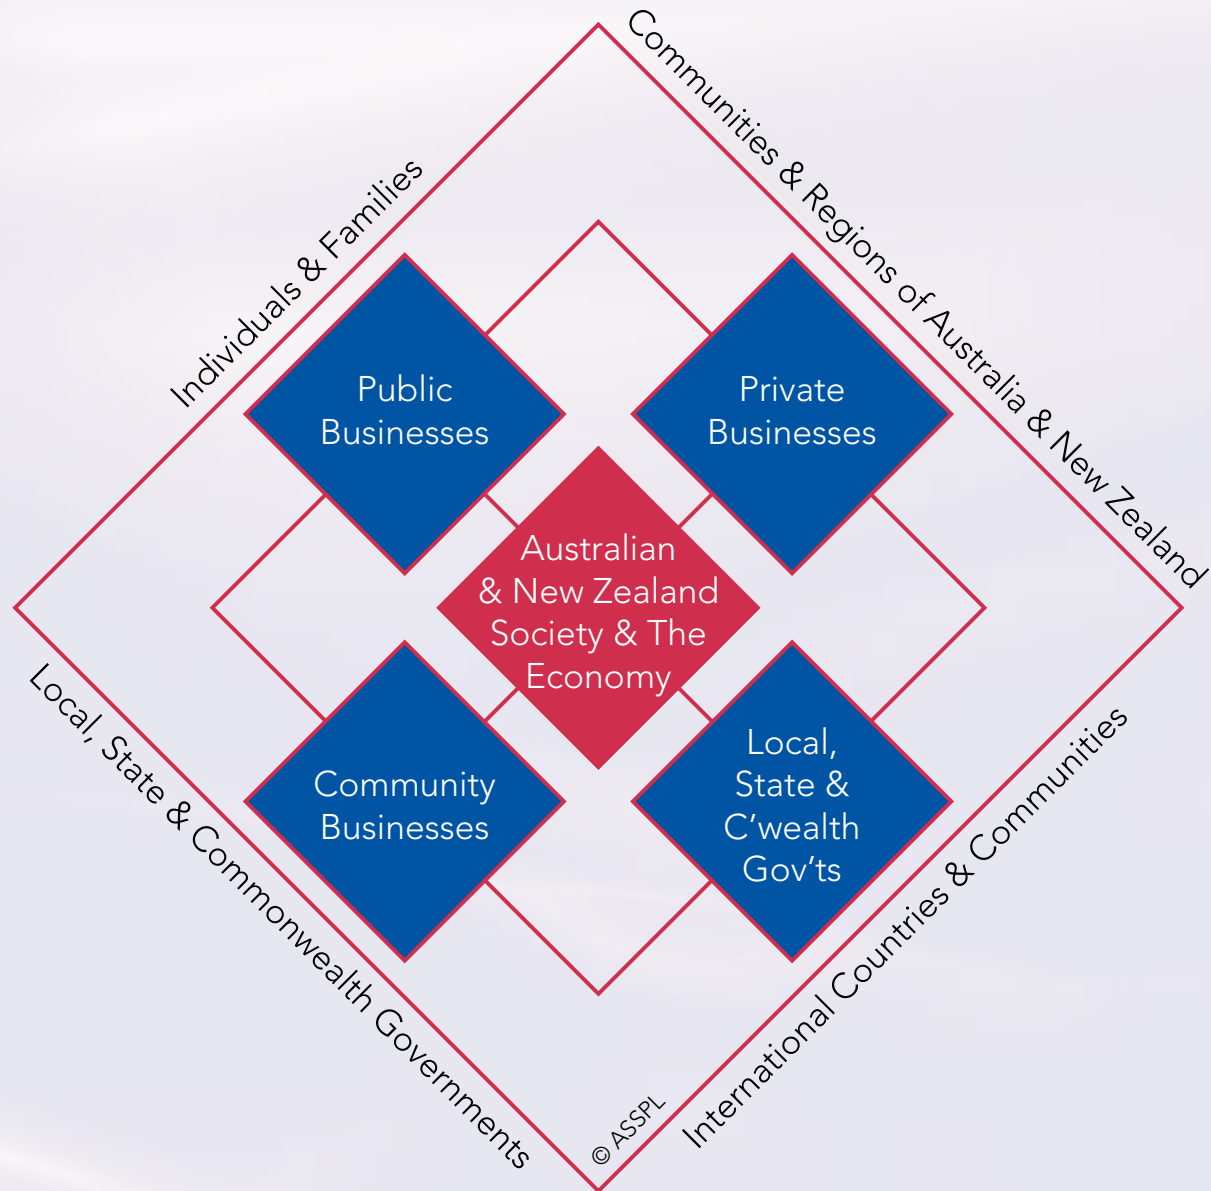 Communities & Regions of Australia & New Zealand
Individuals & Families
Public
Businesses
Private
Businesses
Australian
& New Zealand
Society & The
Economy
Community
Businesses
Local,
State &
C'wealth
Gov'ts
Local, State & Commonwealth Governments
International Countries & Communities
© ASSPL